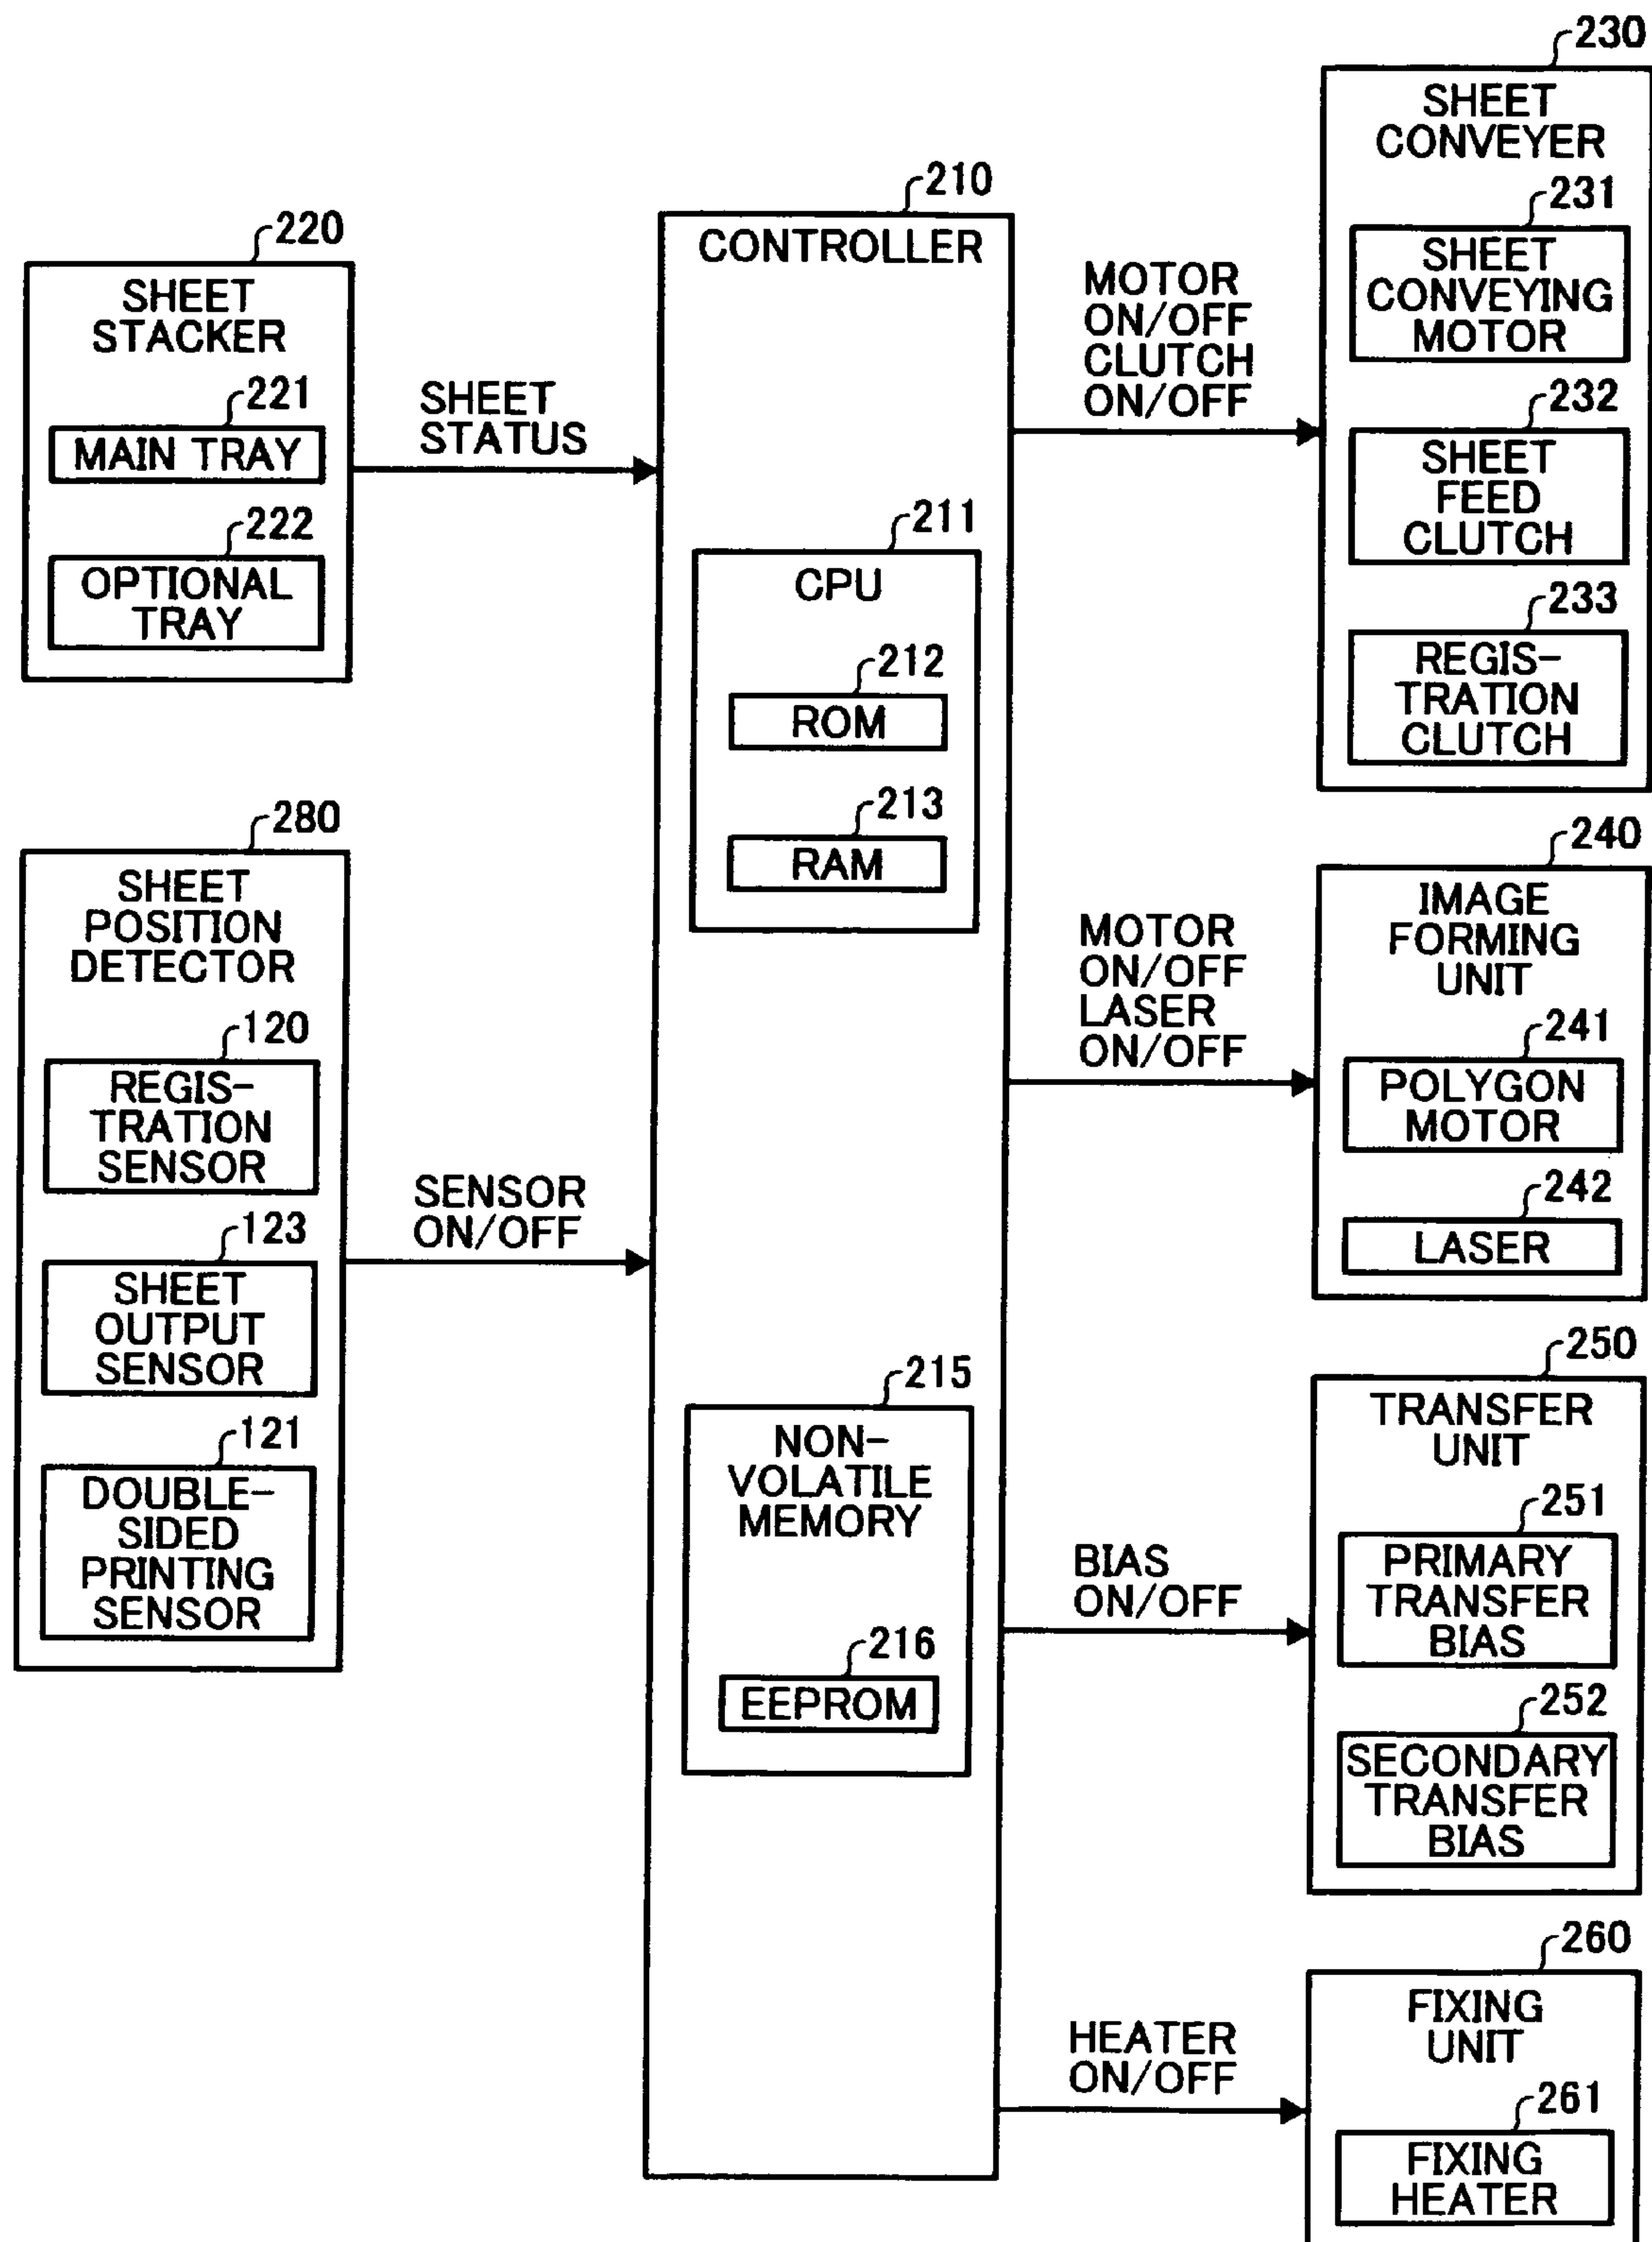 220
SHEET
STACKER
221
MAIN TRAY
222
OPTIONAL
TRAY
SHEET
STATUS
280
SHEET
POSITION
DETECTOR
120
REGIS-
TRATION
SENSOR
123
SHEET
OUTPUT
SENSOR
121
DOUBLE-
SIDED
PRINTING
SENSOR
SENSOR
ON/OFF
210
CONTROLLER
211
CPU
212
ROM
213
RAM
215
NON-
VOLATILE
MEMORY
216
EEPROM
MOTOR
ON/OFF
CLUTCH
ON/OFF
230
SHEET
CONVEYER
231
SHEET
CONVEYING
MOTOR
232
SHEET
FEED
CLUTCH
233
REGIS-
TRATION
CLUTCH
MOTOR
ON/OFF
LASER
ON/OFF
240
IMAGE
FORMING
UNIT
241
POLYGON
MOTOR
242
LASER
BIAS
ON/OFF
250
TRANSFER
UNIT
251
PRIMARY
TRANSFER
BIAS
252
SECONDARY
TRANSFER
BIAS
HEATER
ON/OFF
260
FIXING
UNIT
261
FIXING
HEATER